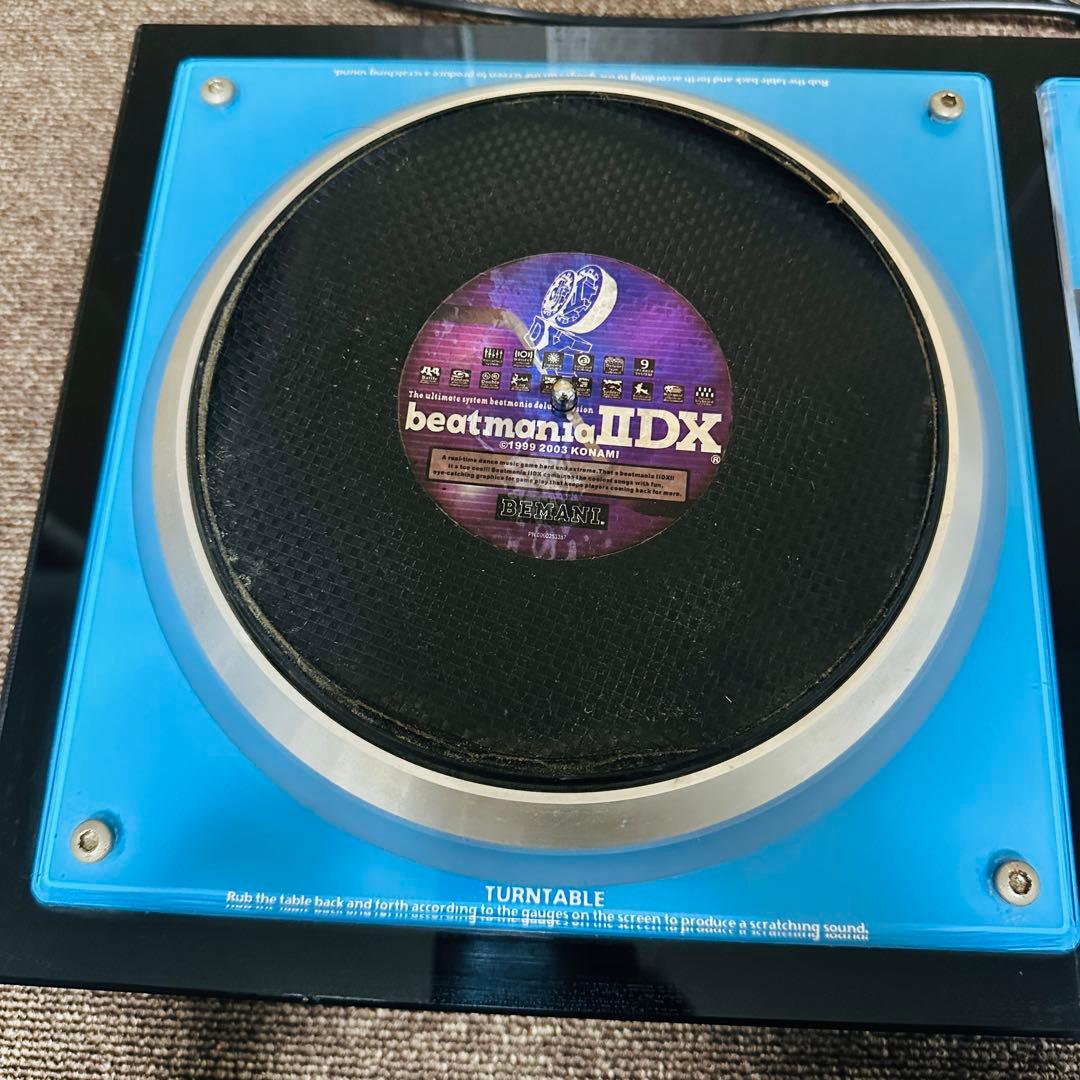 Rub the table back and forth according to the gauges on the screen to produce a scratching sound.
9
The ultimate system beatmania deluxe version
beatmania IIDX
®
©1999 2003 KONAMI
A real-time dance music game hard and extreme. That's beatmania IIDX!!
It's too cool!! Beatmania IIDX combines the coolest songs with fun,
eye-catching graphics for game play that keeps players coming back for more.
BEMANI®
TURNTABLE
Rub the table back and forth according to the gauges on the screen to produce a scratching sound.